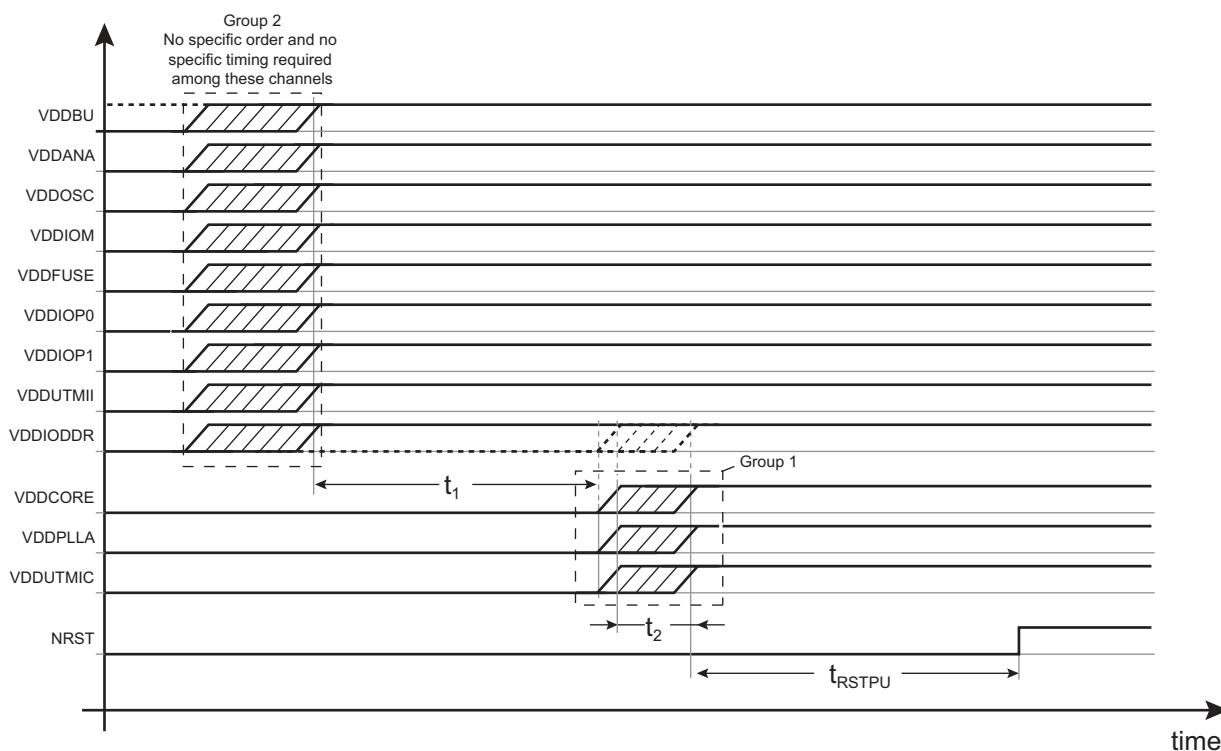 Group 2
No specific order and no
specific timing required
among these channels
VDDBU
VDDANA
VDDOSC
VDDIOM
VDDFUSE
VDDIOP0
VDDIOP1
VDDUTMII
VDDIODDR
Group 1
t1
VDDCORE
VDDPLLA
VDDUTMIC
t2
NRST
tRSTPU
time